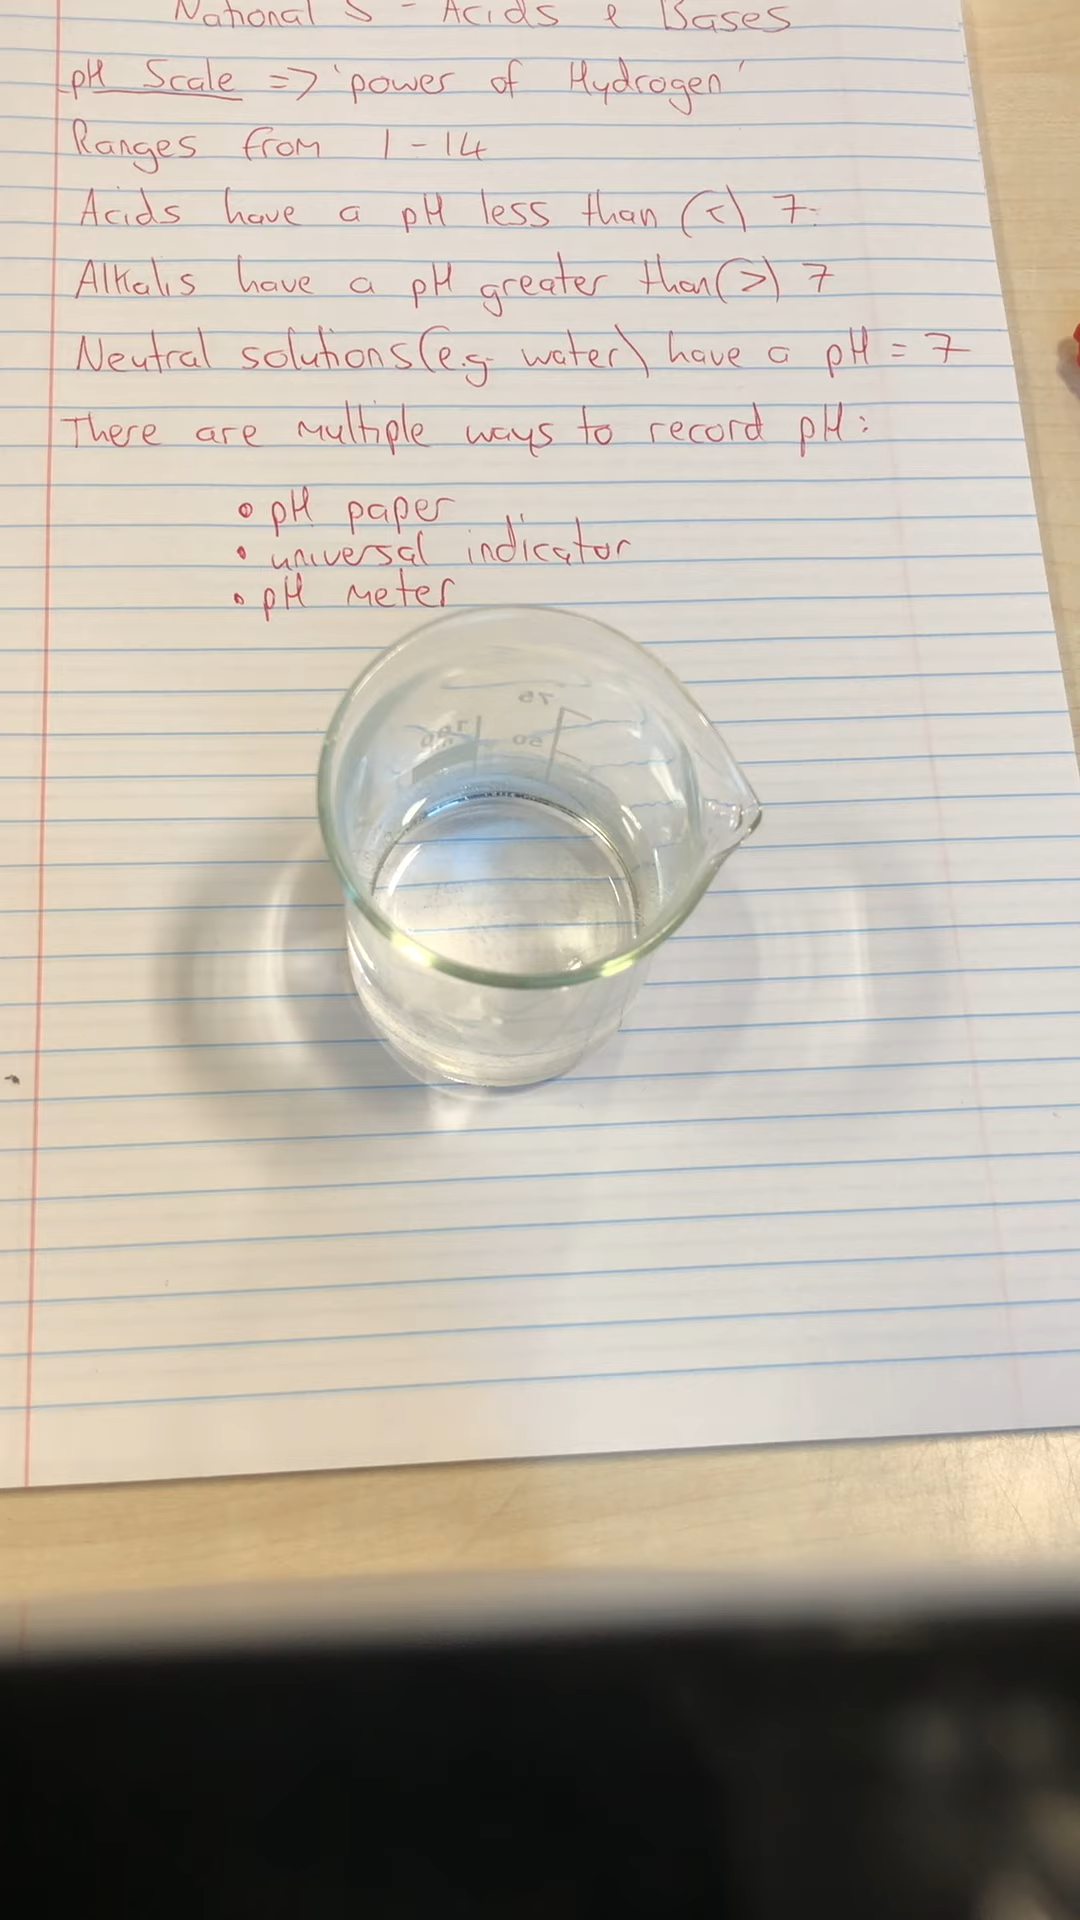 National 5 - Acids & Bases
pH Scale => 'power of Hydrogen'
Ranges from 1-14
Acids have a pH less than (<) 7.
Alkalis have a pH greater than (>) 7
Neutral solutions (e.g. water) have a pH = 7
There are multiple ways to record pH:
• pH paper
• universal indicator
• pH meter
75
50